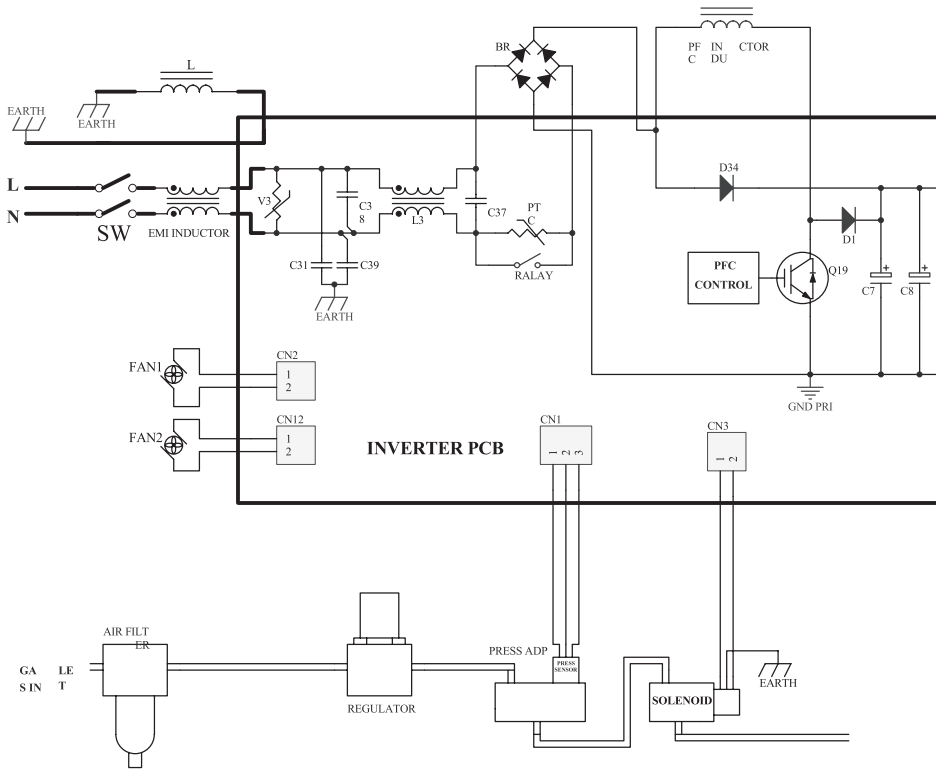 BR
PF IN CTOR
C DU
L
EARTH
EARTH
L
N
SW
EMI INDUCTOR
V3
C3
8
L3
C37
PT
C
RALAY
C31
C39
EARTH
D34
D1
PFC
CONTROL
Q19
C7
C8
GND PRI
FAN1
CN2
1
2
FAN2
CN12
1
2
INVERTER PCB
CN1
1
2
3
CN3
1
2
AIR FILT
ER
GA LE
S IN T
REGULATOR
PRESS ADP
PRESS
SENSOR
SOLENOID
EARTH